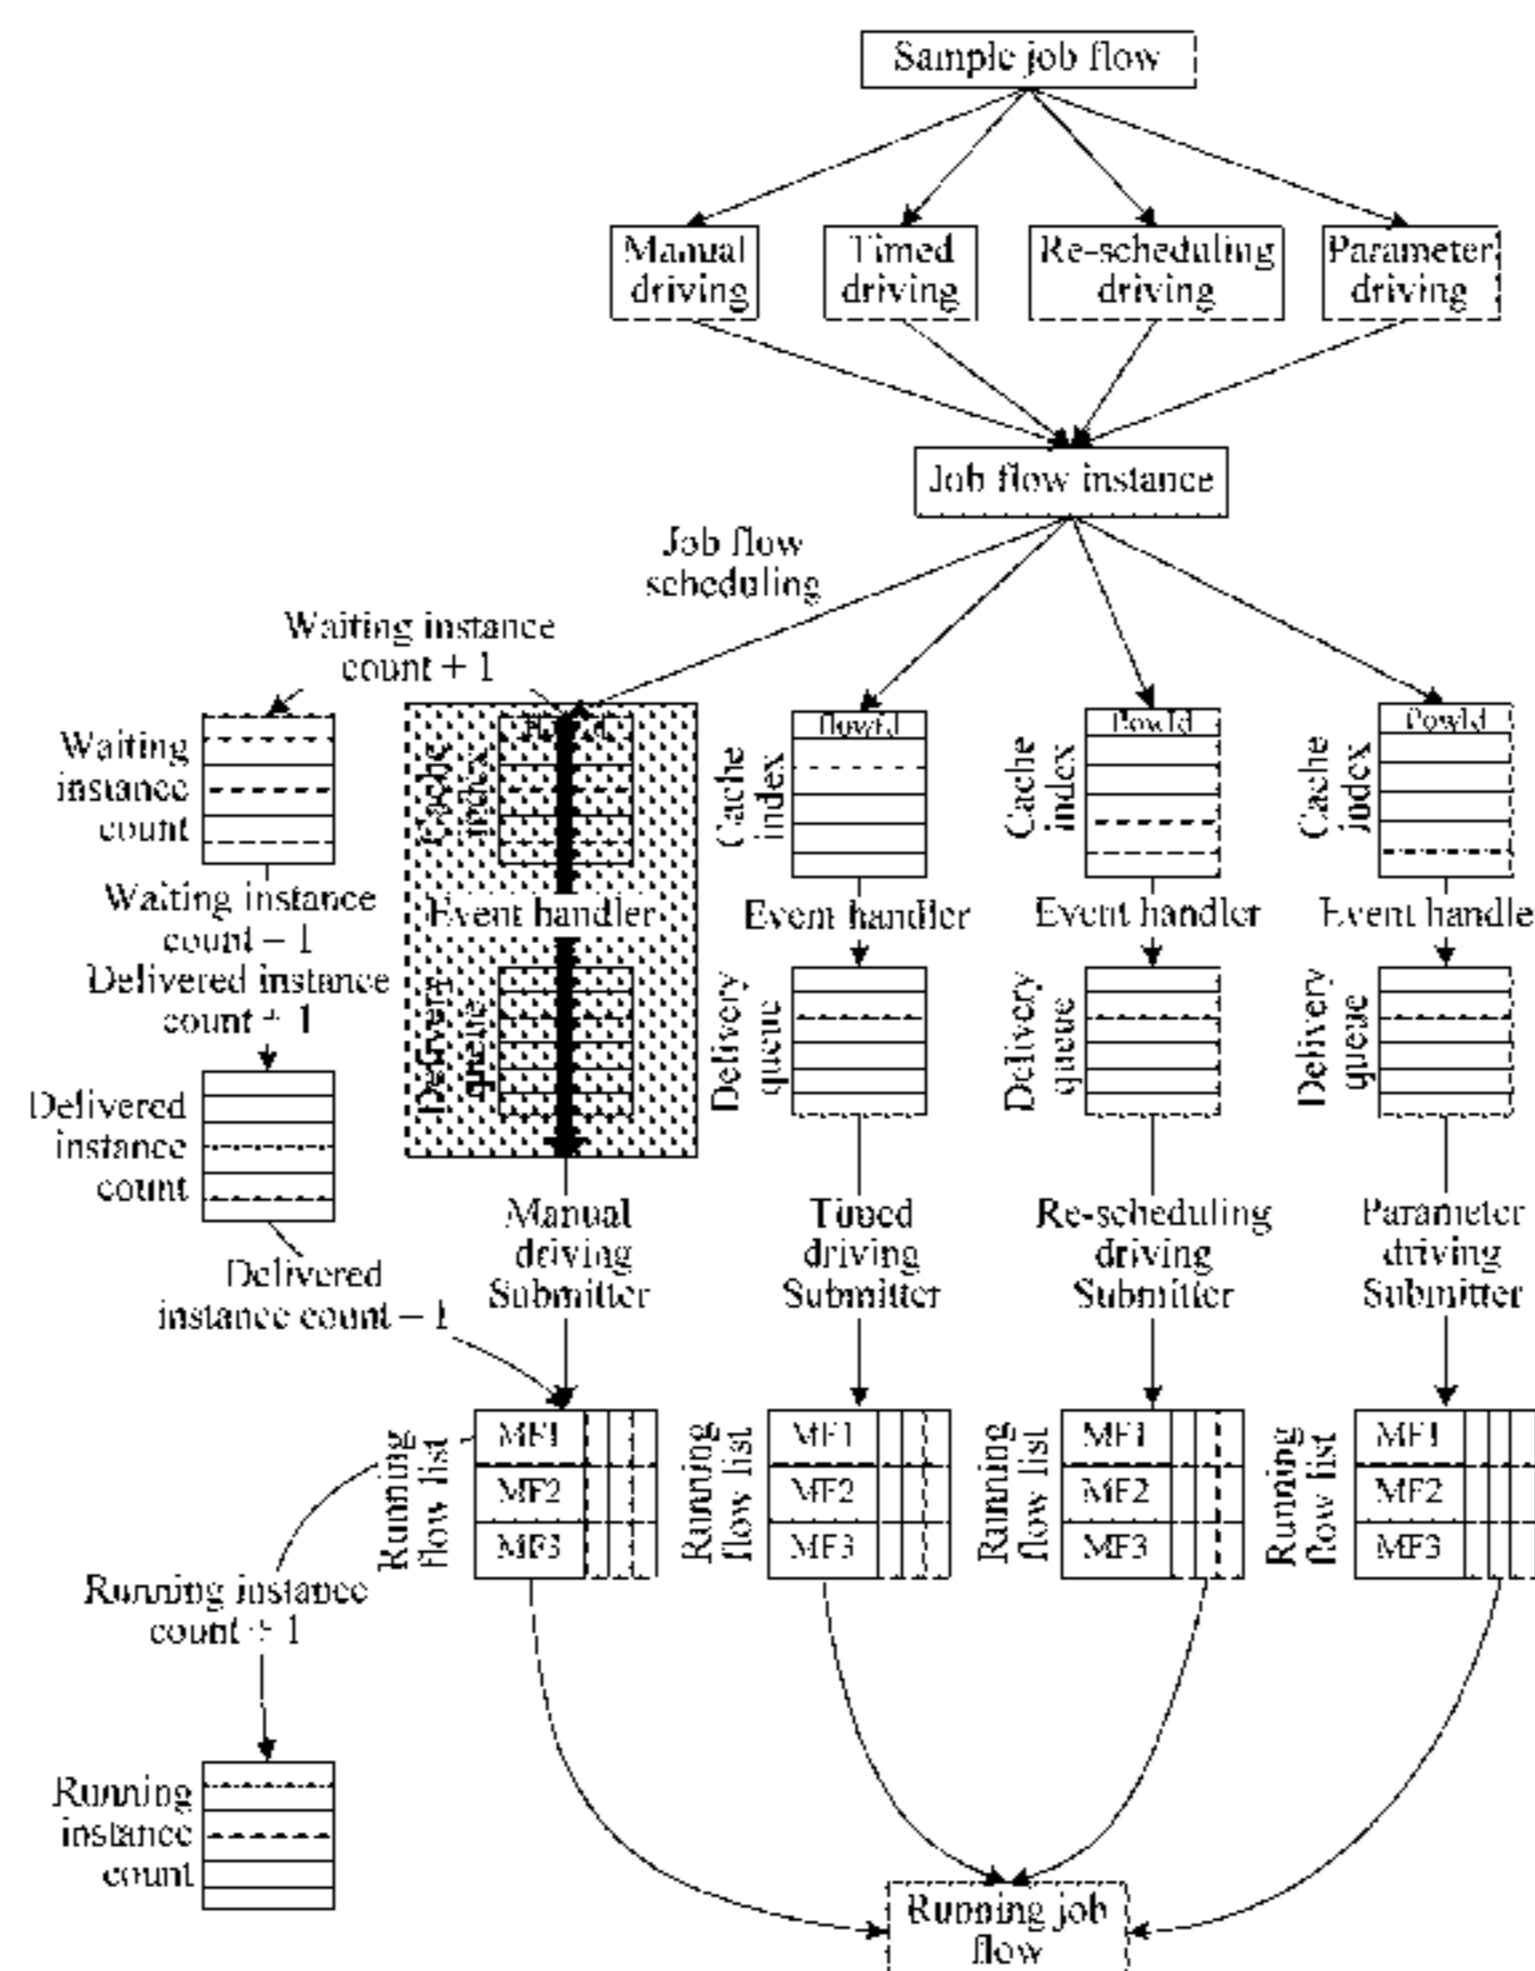 Sample job flow
Manual
driving
Timed
driving
Re-scheduling
driving
Parameter
driving
Job flow instance
Job flow
scheduling
Waiting instance
count + 1
Waiting
instance
count
Waiting instance
count – 1
Delivered instance
count + 1
Delivered
instance
count
Delivered
instance count – 1
Cache
index
Event handler
Delivery
queue
flowId
Cache
index
Event handler
Delivery
queue
flowId
Cache
index
Event handler
Delivery
queue
flowId
Cache
index
Event handle
Delivery
queue
Manual
driving
Submitter
Timed
driving
Submitter
Re-scheduling
driving
Submitter
Parameter
driving
Submitter
Running
flow list
MF1
MF2
MF3
Running
flow list
MF1
MF2
MF3
Running
flow list
MF1
MF2
MF3
Running
flow list
MF1
MF2
MF3
Running instance
count + 1
Running
instance
count
Running job
flow